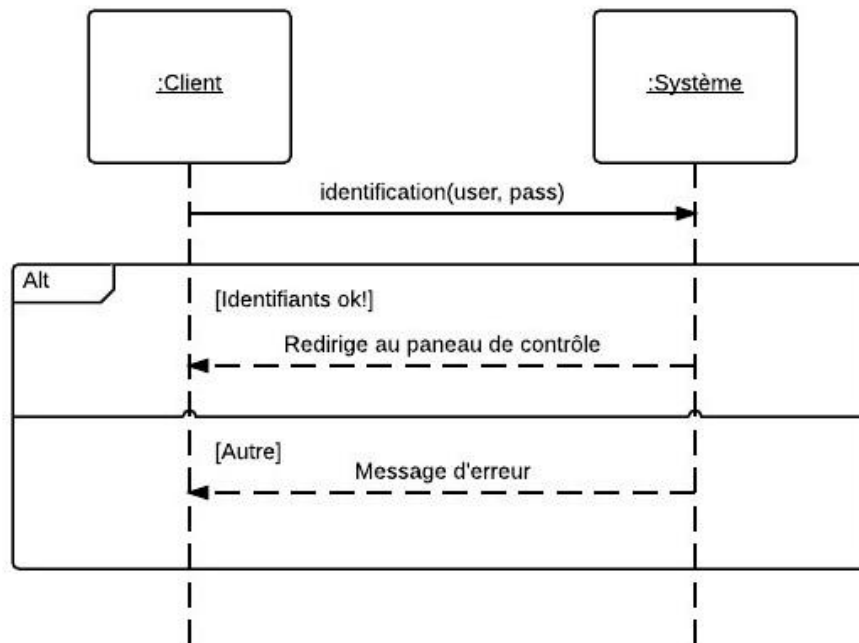 :Client
:Système
identification(user, pass)
Alt
[Identifiants ok!]
Redirige au paneau de contrôle
[Autre]
Message d'erreur